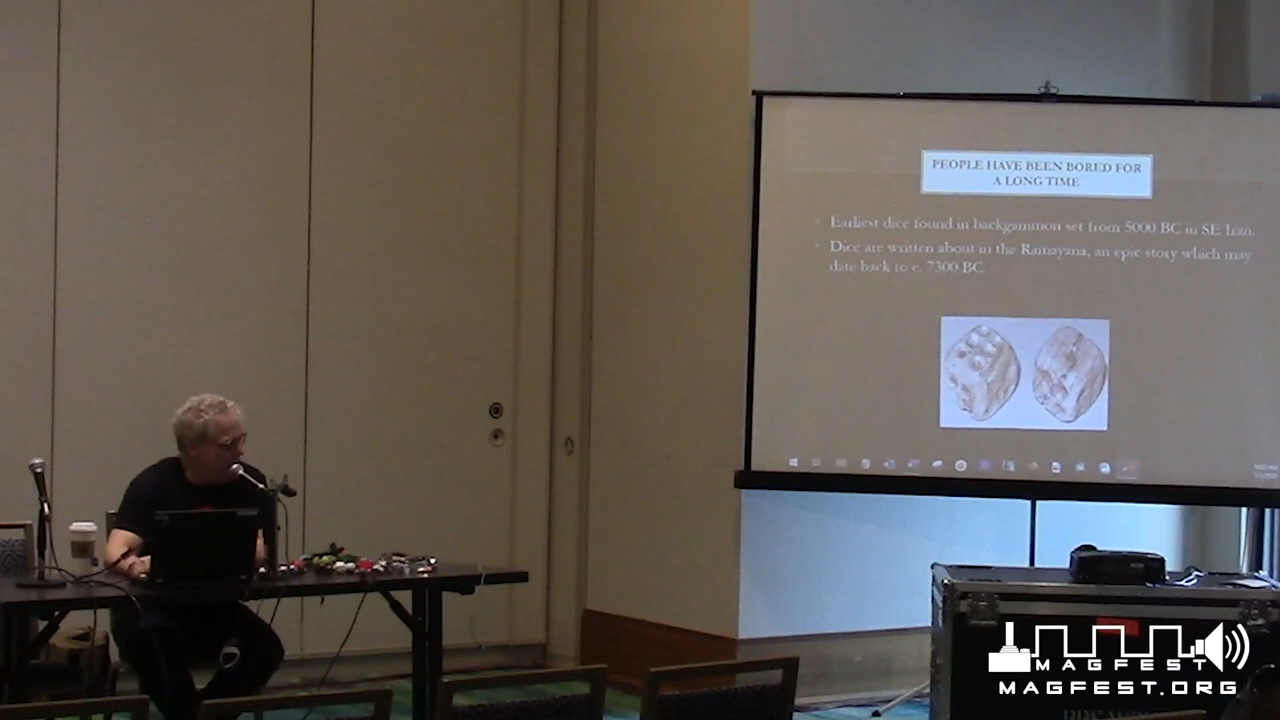 PEOPLE HAVE BEEN BORED FOR
A LONG TIME
Earliest dice found in backgammon set from 5000 BC in SE Iran.
Dice are written about in the Ramayana, an epic story which may
date back to c. 7300 BC.
MAGFEST
MAGFEST.ORG